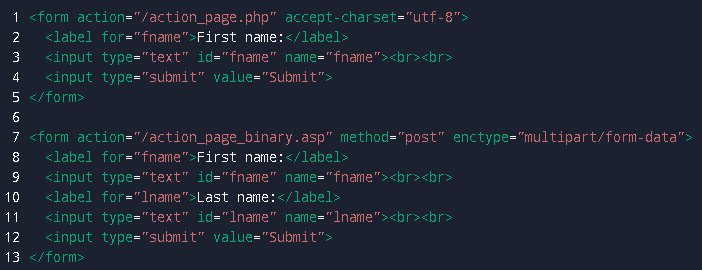 1 <form action="/action_page.php" accept-charset="utf-8">
2   <label for="fname">First name:</label>
3   <input type="text" id="fname" name="fname"><br><br>
4   <input type="submit" value="Submit">
5 </form>
6
7 <form action="/action_page_binary.asp" method="post" enctype="multipart/form-data">
8   <label for="fname">First name:</label>
9   <input type="text" id="fname" name="fname"><br><br>
10   <label for="lname">Last name:</label>
11   <input type="text" id="lname" name="lname"><br><br>
12   <input type="submit" value="Submit">
13 </form>